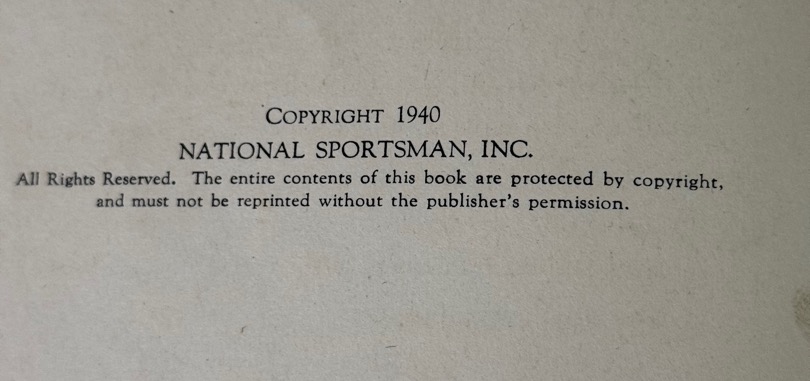 COPYRIGHT 1940
NATIONAL SPORTSMAN, INC.
All Rights Reserved. The entire contents of this book are protected by copyright,
and must not be reprinted without the publisher's permission.